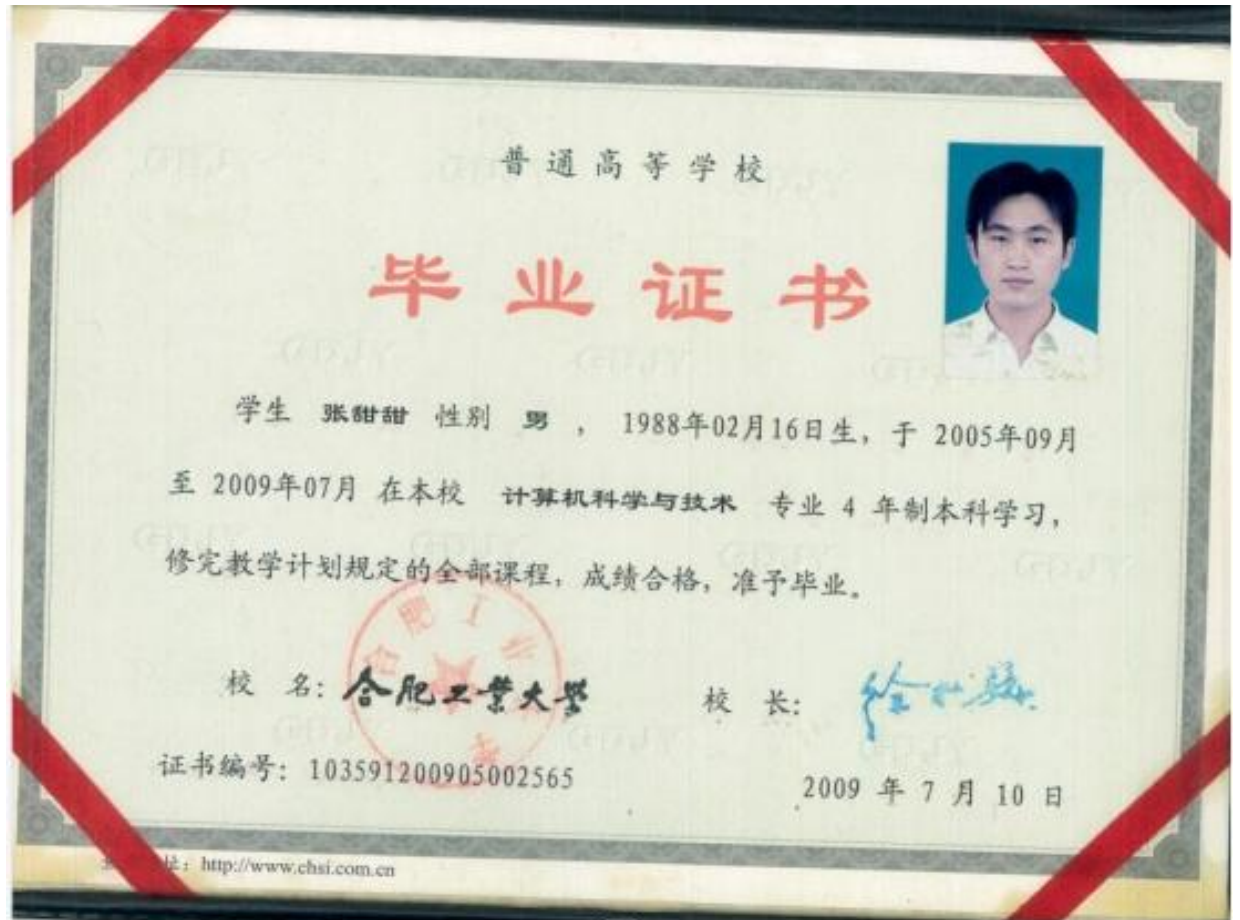 普通高等学校
毕业证书
学生 张甜甜 性别 男 ， 1988年02月16日生，于 2005年09月
至 2009年07月 在本校 计算机科学与技术 专业 4 年制本科学习，
修完教学计划规定的全部课程，成绩合格，准予毕业。
合肥工业
校 名：合肥工业大学 校 长：
证书编号：103591200905002565 2009 年 7 月 10 日
址：http://www.chsi.com.cn